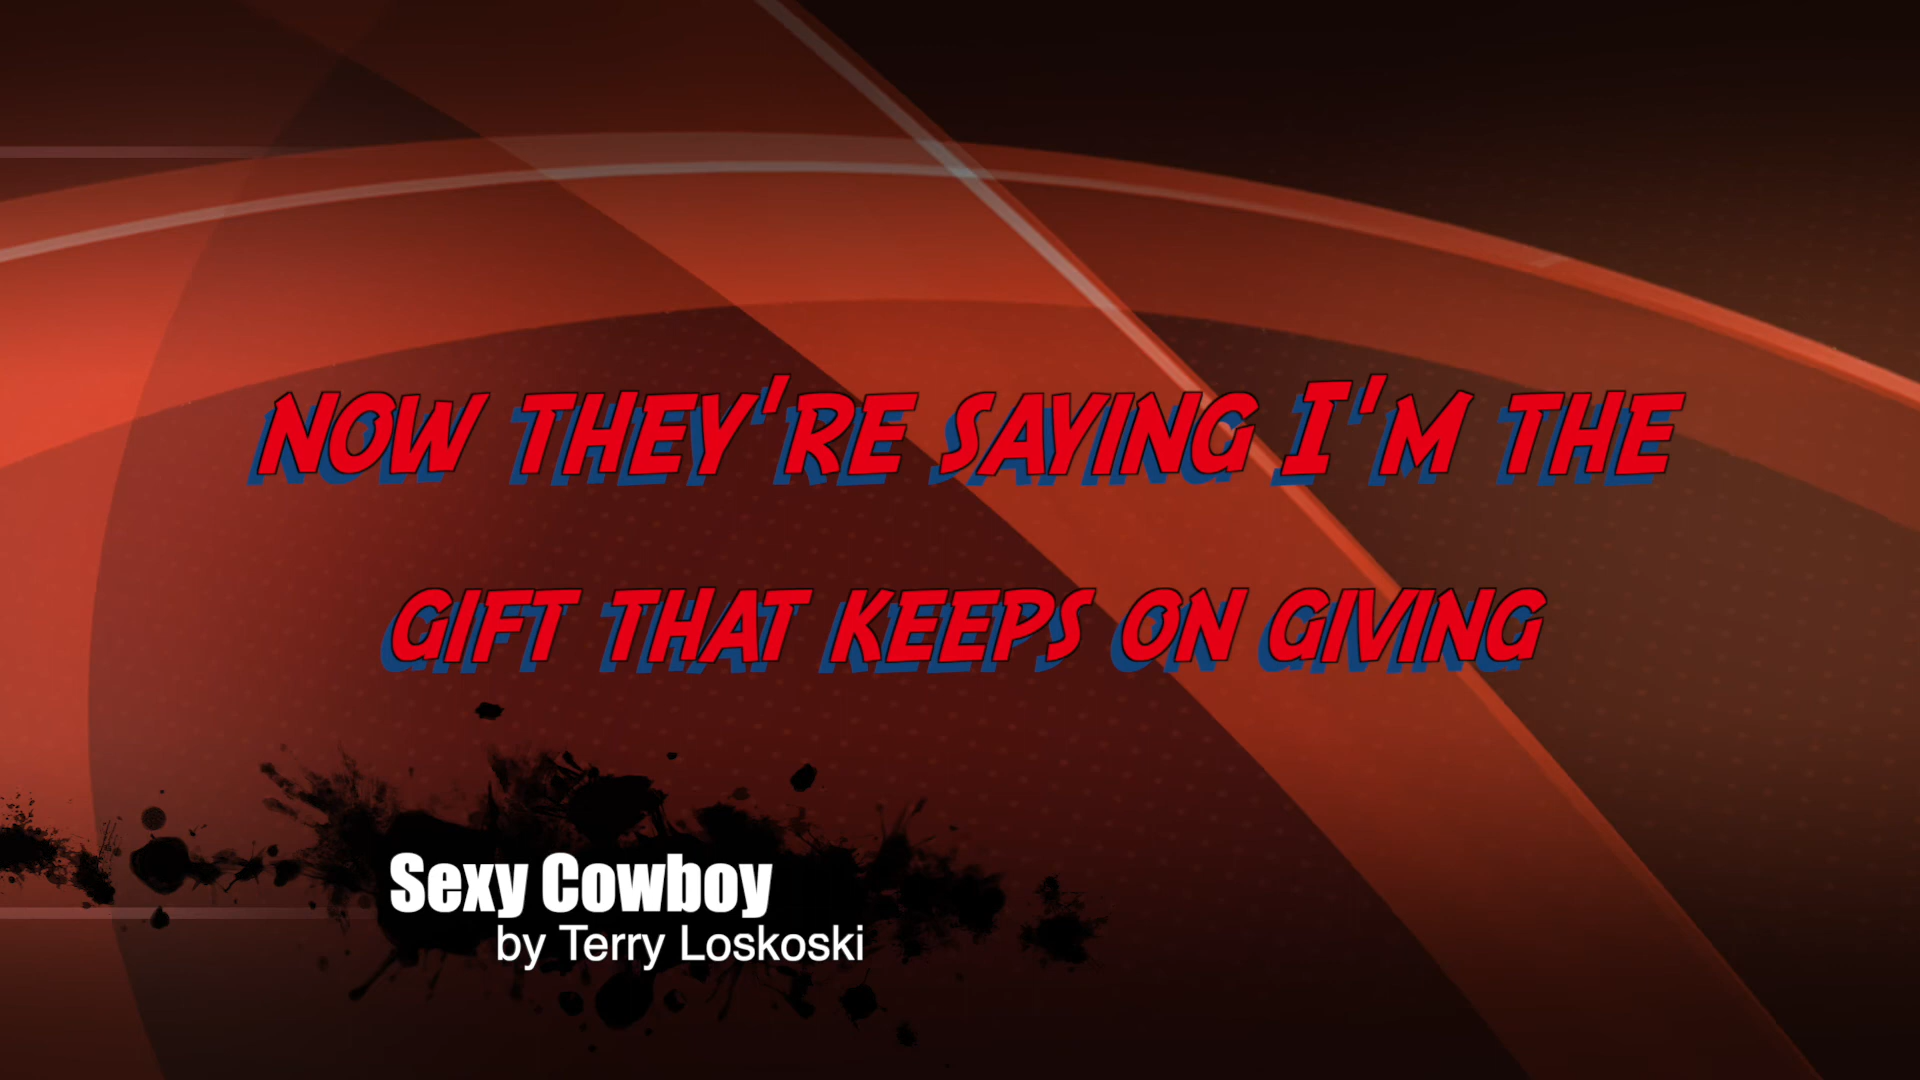 NOW THEY'RE SAYING I'M THE
GIFT THAT KEEPS ON GIVING
Sexy Cowboy
by Terry Loskoski